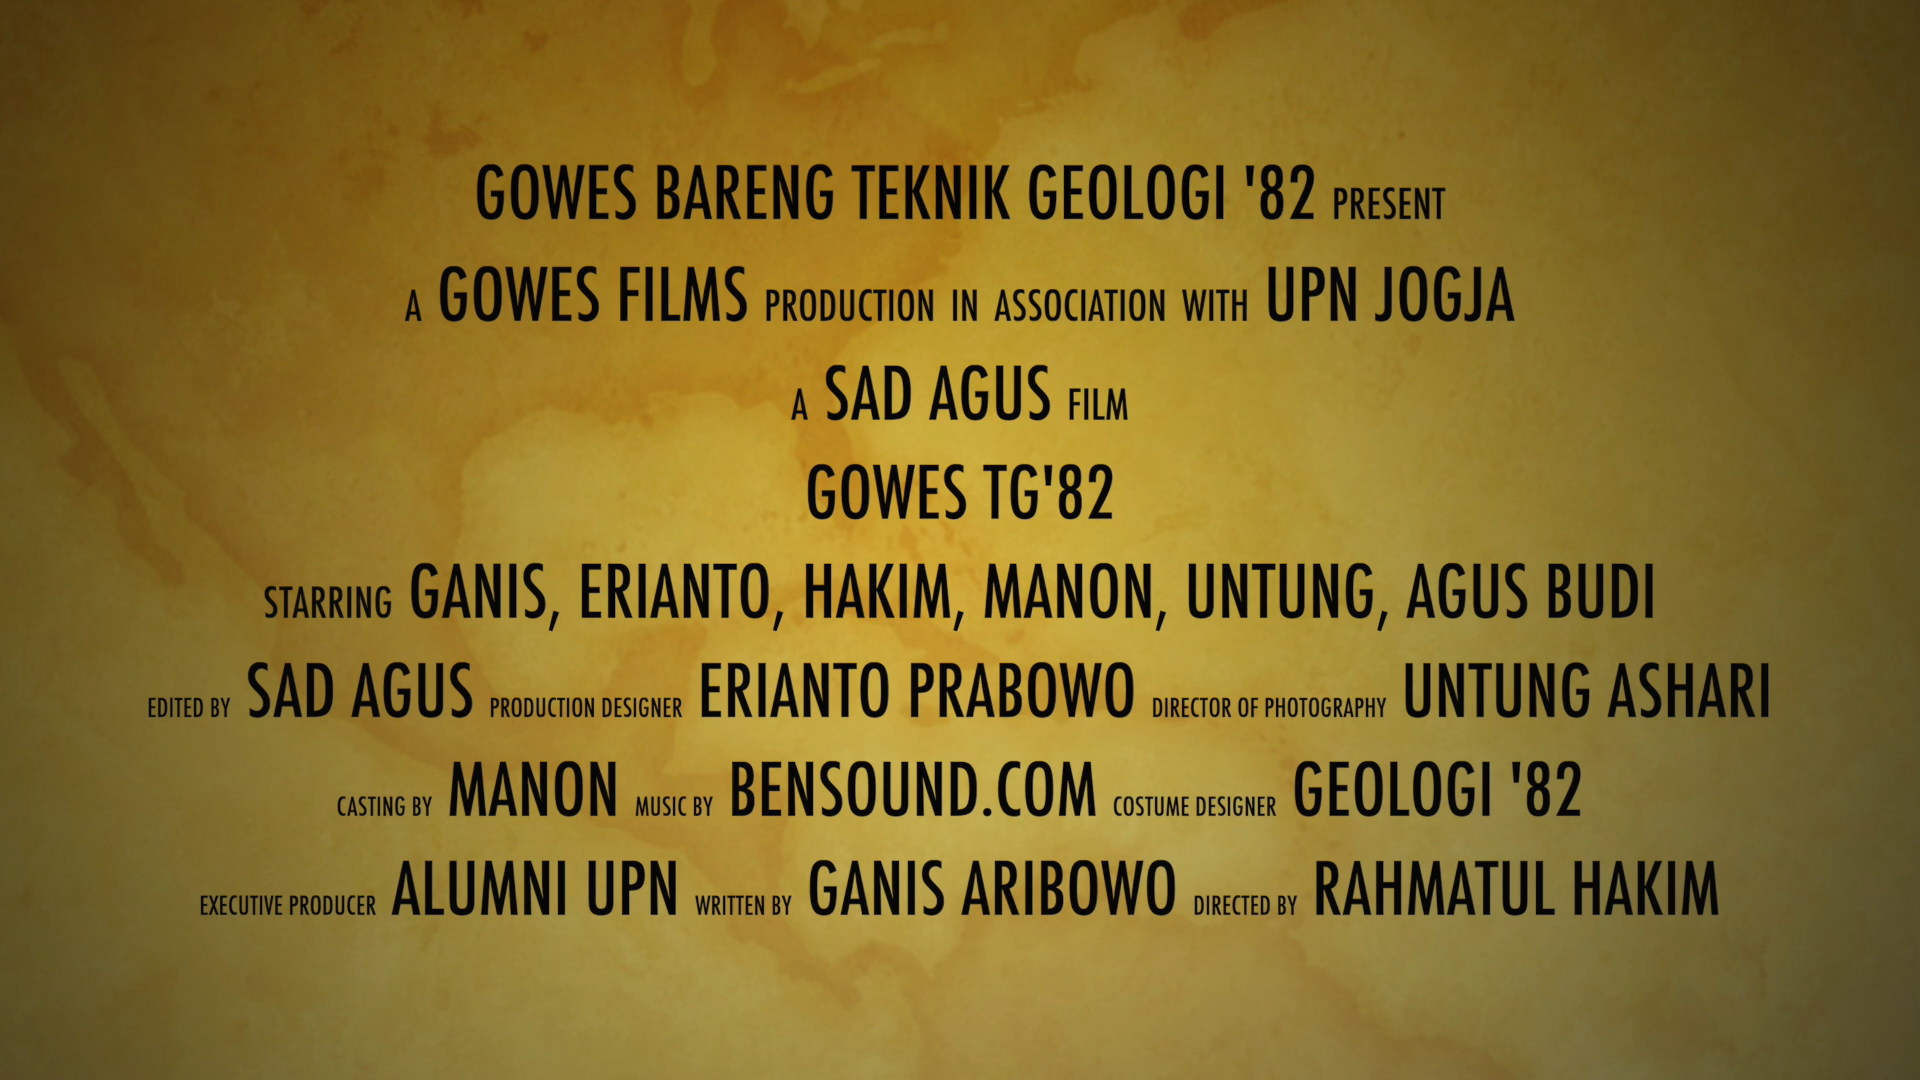 GOWES BARENG TEKNIK GEOLOGI '82 PRESENT
A GOWES FILMS PRODUCTION IN ASSOCIATION WITH UPN JOGJA
A SAD AGUS FILM
GOWES TG'82
STARRING GANIS, ERIANTO, HAKIM, MANON, UNTUNG, AGUS BUDI
EDITED BY SAD AGUS PRODUCTION DESIGNER ERIANTO PRABOWO DIRECTOR OF PHOTOGRAPHY UNTUNG ASHARI
CASTING BY MANON MUSIC BY BENSOUND.COM COSTUME DESIGNER GEOLOGI '82
EXECUTIVE PRODUCER ALUMNI UPN WRITTEN BY GANIS ARIBOWO DIRECTED BY RAHMATUL HAKIM